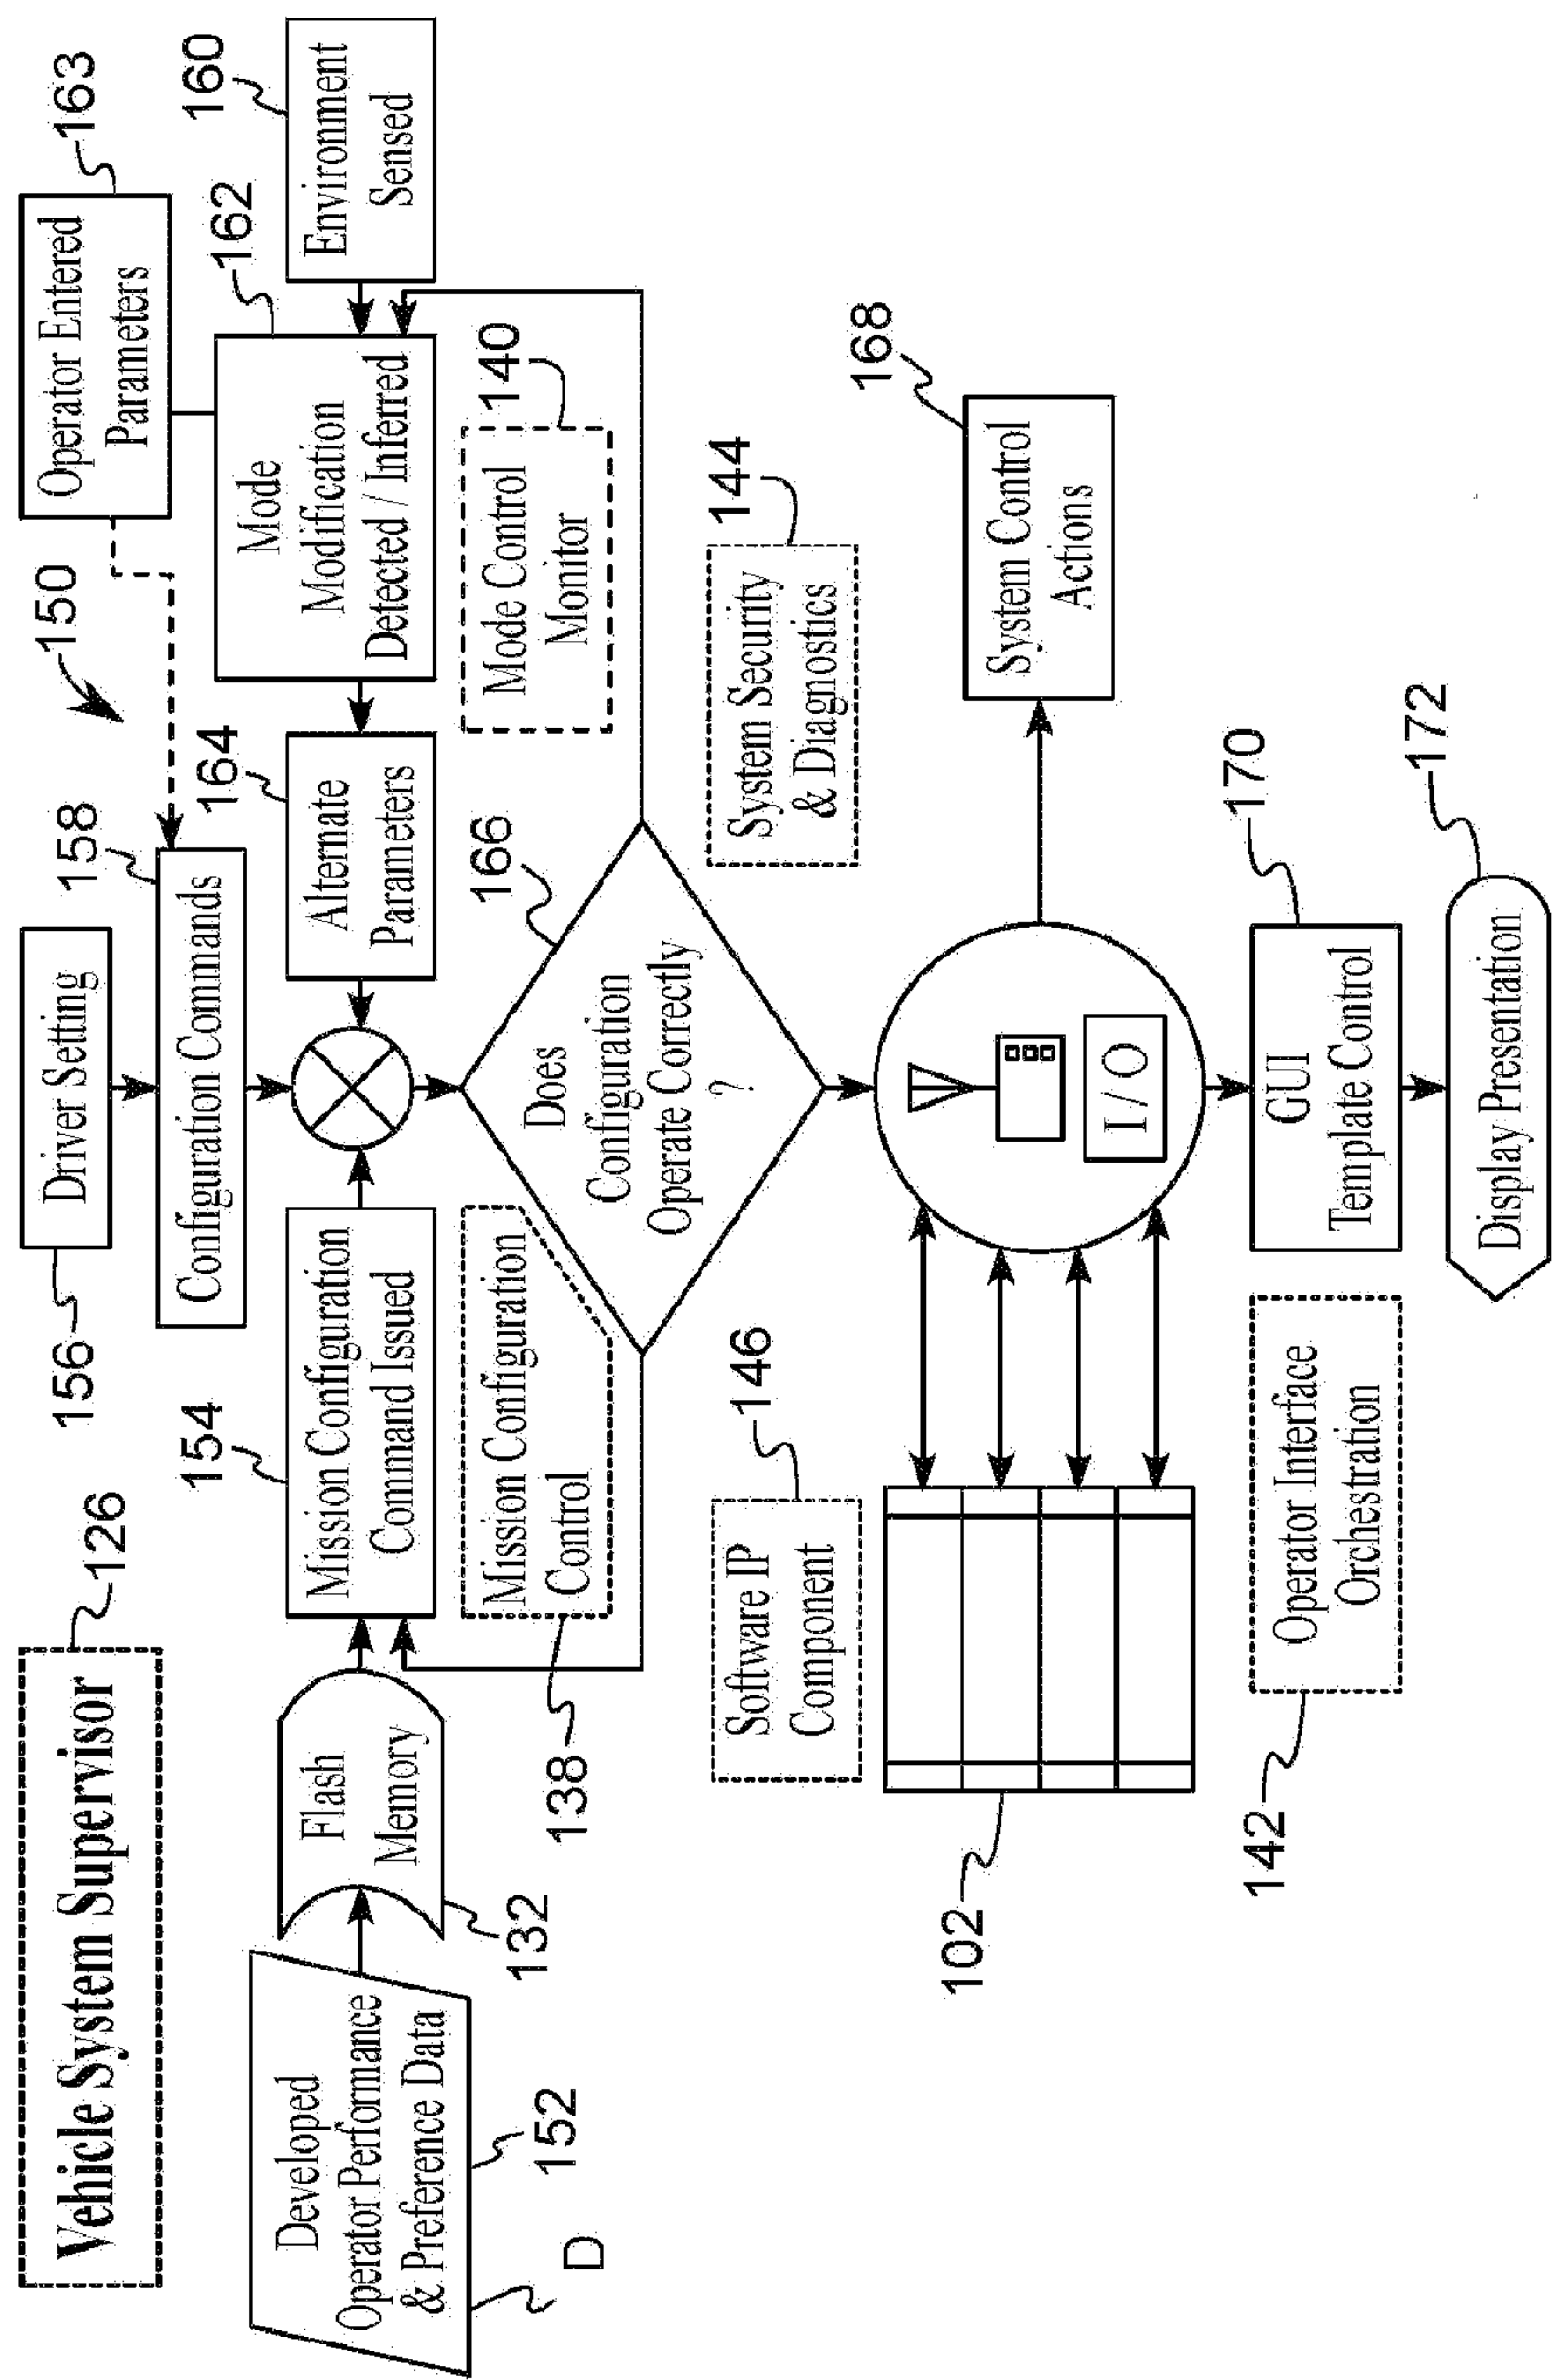 Vehicle System Supervisor
126
156
Driver Setting
158
Configuration Commands
150
Operator Entered
Parameters
163
Developed
Operator Performance
& Preference Data
152
D
Flash
Memory
132
154
Mission Configuration
Command Issued
Mission Configuration
Control
138
164
Alternate
Parameters
162
Mode
Modification
Detected / Inferred
160
Environment
Sensed
Mode Control
Monitor
140
166
Does
Configuration
Operate Correctly
?
Software IP
Component
146
System Security
& Diagnostics
144
102
I / O
System Control
Actions
168
Operator Interface
Orchestration
142
GUI
Template Control
170
Display Presentation
172